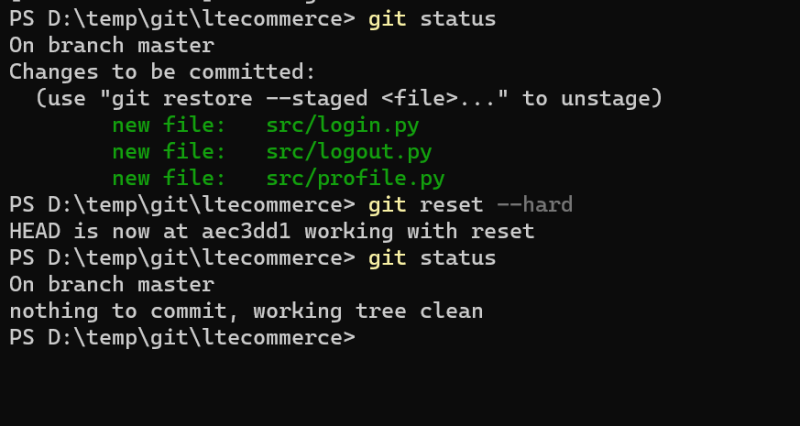 PS D:\temp\git\ltecommerce> git status
On branch master
Changes to be committed:
  (use "git restore --staged <file>..." to unstage)
        new file:   src/login.py
        new file:   src/logout.py
        new file:   src/profile.py
PS D:\temp\git\ltecommerce> git reset --hard
HEAD is now at aec3dd1 working with reset
PS D:\temp\git\ltecommerce> git status
On branch master
nothing to commit, working tree clean
PS D:\temp\git\ltecommerce>